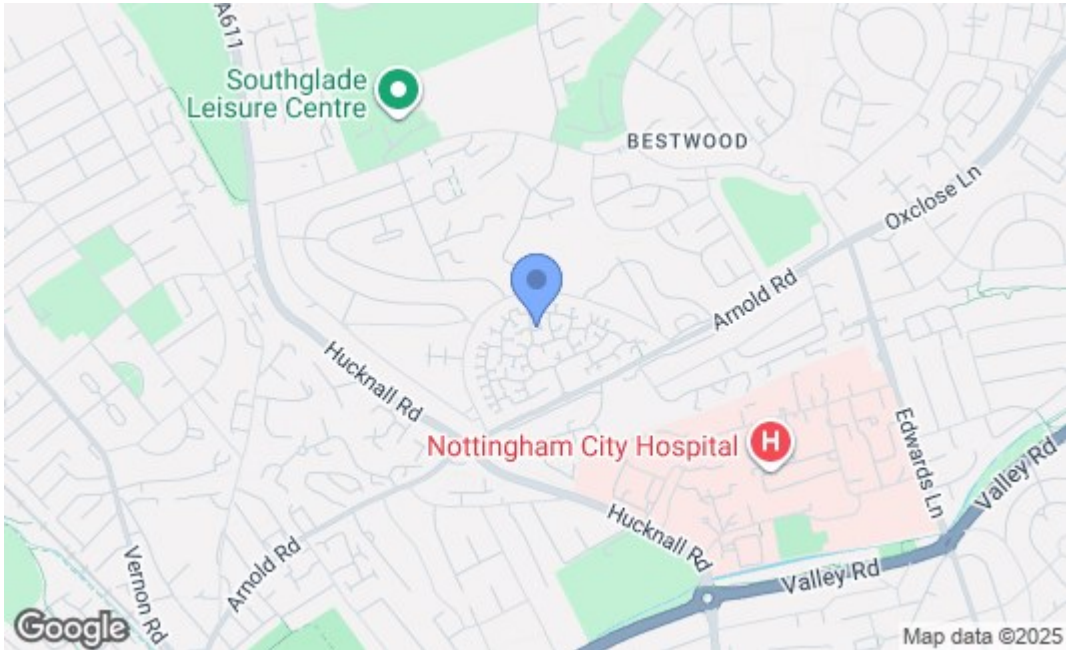 A611
Southglade
Leisure Centre
BESTWOOD
Oxclose Ln
Arnold Rd
Hucknall Rd
Nottingham City Hospital
H
Edwards Ln
Valley Rd
Hucknall Rd
Arnold Rd
Vernon Rd
Valley Rd
Google
Map data ©2025